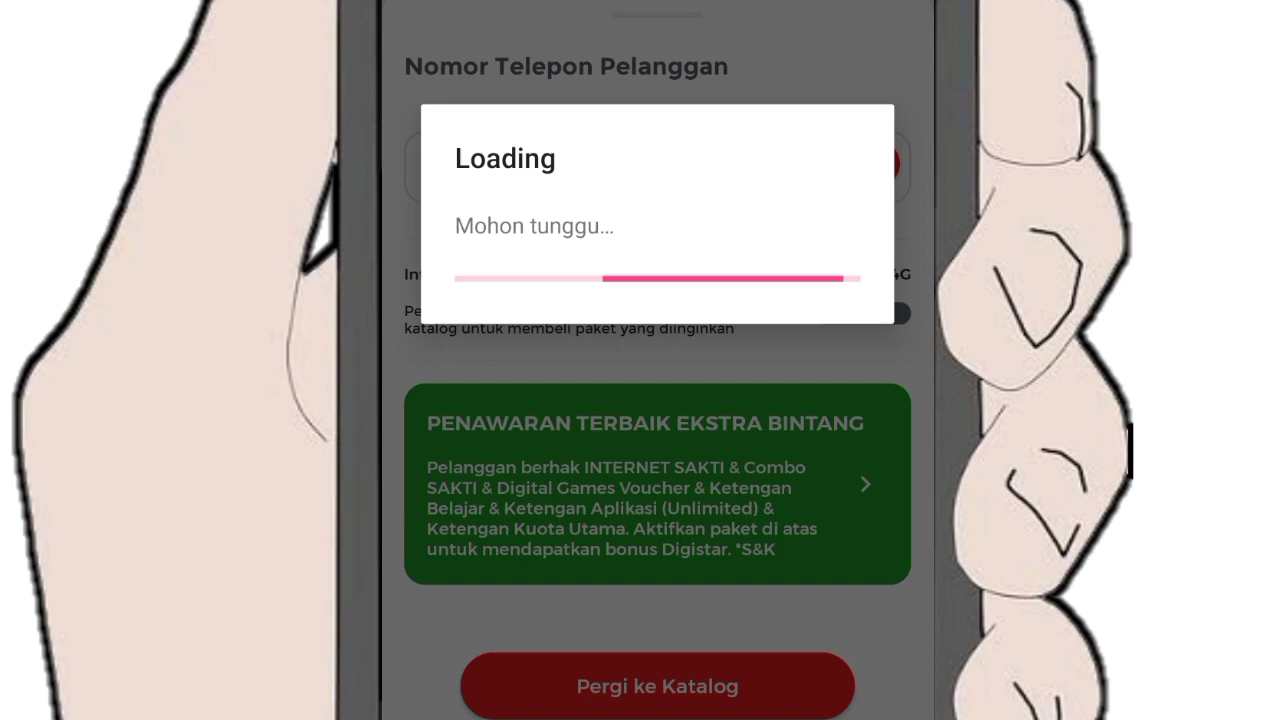 Nomor Telepon Pelanggan
Loading
Mohon tunggu...
katalog untuk membeli paket yang diinginkan
PENAWARAN TERBAIK EKSTRA BINTANG
Pelanggan berhak INTERNET SAKTI & Combo
SAKTI & Digital Games Voucher & Ketengan
Belajar & Ketengan Aplikasi (Unlimited) &
Ketengan Kuota Utama. Aktifkan paket di atas
untuk mendapatkan bonus Digistar. *S&K
Pergi ke Katalog